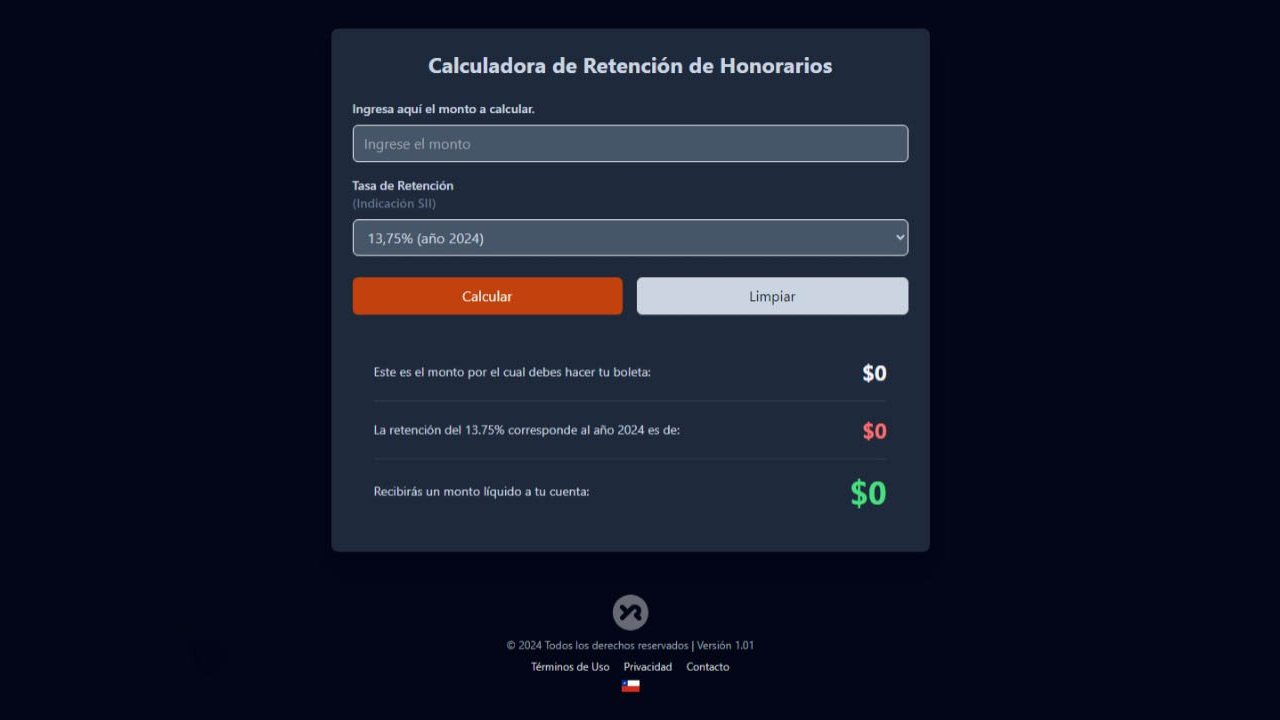 Calculadora de Retención de Honorarios
Ingresa aquí el monto a calcular.
Ingrese el monto
Tasa de Retención
(Indicación SII)
13,75% (año 2024)
Calcular Limpiar
Este es el monto por el cual debes hacer tu boleta: $0
La retención del 13.75% corresponde al año 2024 es de: $0
Recibirás un monto líquido a tu cuenta: $0
© 2024 Todos los derechos reservados | Versión 1.01
Términos de Uso Privacidad Contacto